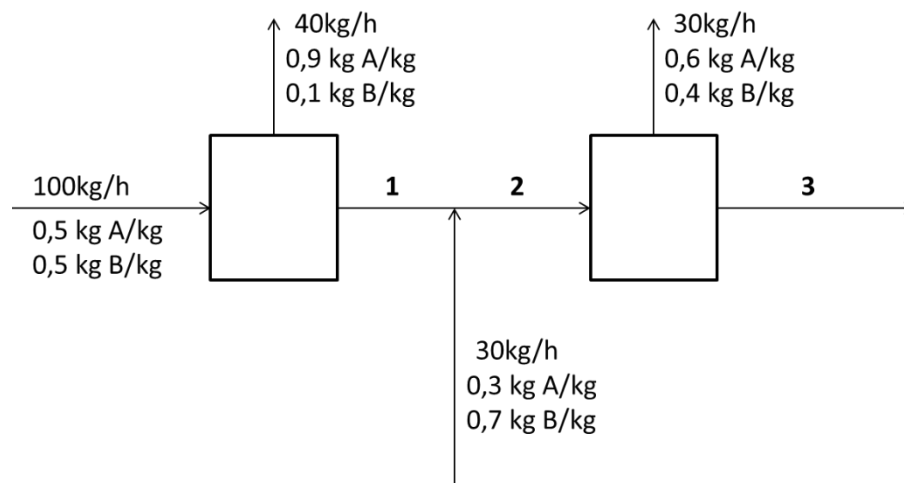 40kg/h
0,9 kg A/kg
0,1 kg B/kg
30kg/h
0,6 kg A/kg
0,4 kg B/kg
100kg/h
0,5 kg A/kg
0,5 kg B/kg
1
2
3
30kg/h
0,3 kg A/kg
0,7 kg B/kg